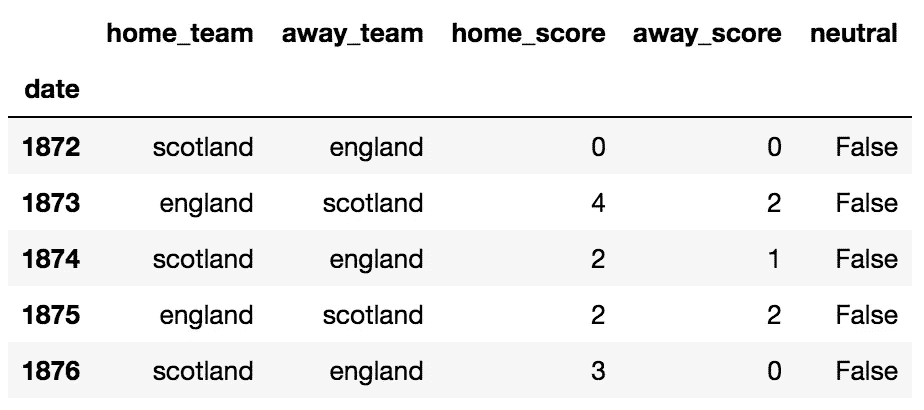 home_team away_team home_score away_score neutral
date
1872 scotland england 0 0 False
1873 england scotland 4 2 False
1874 scotland england 2 1 False
1875 england scotland 2 2 False
1876 scotland england 3 0 False